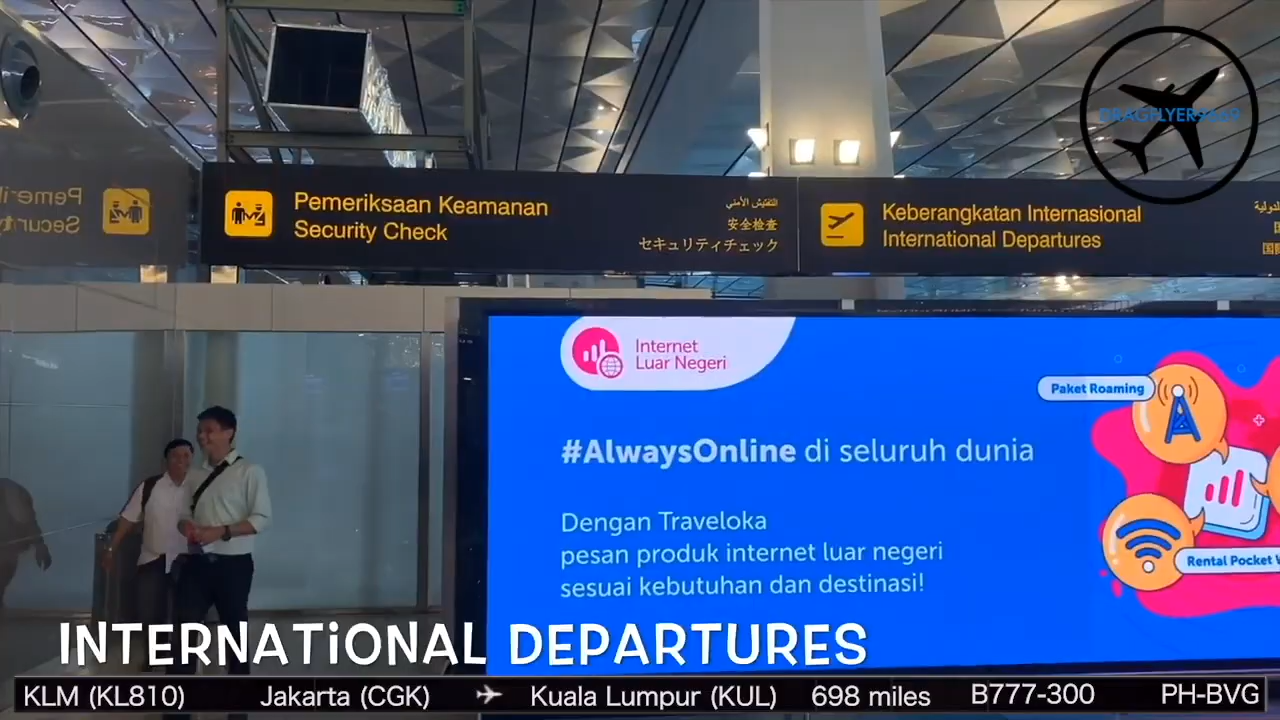 Pemeriksaan Keamanan
Security Check
التفتيش الأمني
安全检查
セキュリティチェック
Keberangkatan Internasional
International Departures
Internet
Luar Negeri
Paket Roaming
#AlwaysOnline di seluruh dunia
Dengan Traveloka
pesan produk internet luar negeri
sesuai kebutuhan dan destinasi!
Rental Pocket
INTERNATiONAL DEPARTURES
KLM (KL810) Jakarta (CGK) Kuala Lumpur (KUL) 698 miles B777-300 PH-BVG